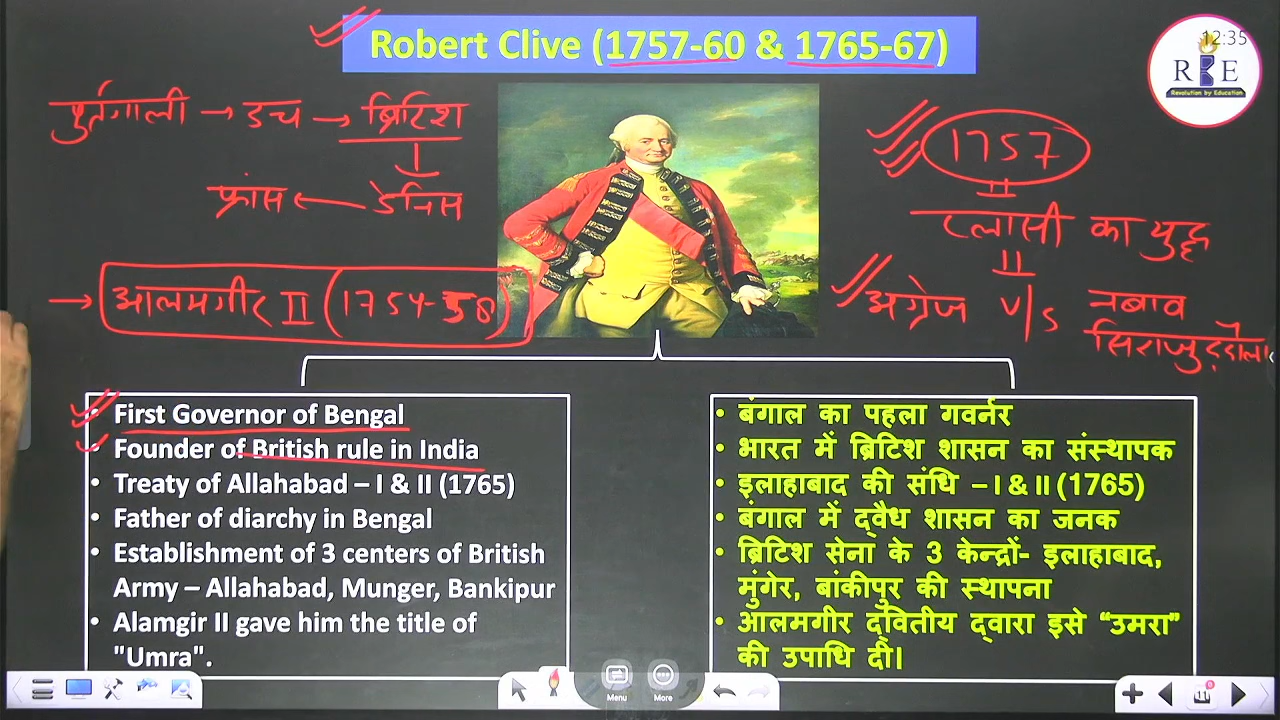 Robert Clive (1757-60 & 1765-67)
12:35
R E
Revolution by Education
पुर्तगाली → डच → ब्रिटिश
फ्रांस ← डेनिस
→ आलमगीर II (1754-58)
1757
प्लासी का युद्ध
अंग्रेज V/S नबाव
सिराजुद्दौला
• First Governor of Bengal
• Founder of British rule in India
• Treaty of Allahabad – I & II (1765)
• Father of diarchy in Bengal
• Establishment of 3 centers of British
Army – Allahabad, Munger, Bankipur
• Alamgir II gave him the title of
"Umra".
• बंगाल का पहला गवर्नर
• भारत में ब्रिटिश शासन का संस्थापक
• इलाहाबाद की संधि – I & II (1765)
• बंगाल में द्वैध शासन का जनक
• ब्रिटिश सेना के 3 केन्द्रों- इलाहाबाद,
मुंगेर, बांकीपुर की स्थापना
• आलमगीर द्वितीय द्वारा इसे “उमरा”
की उपाधि दी।
Menu
More
11